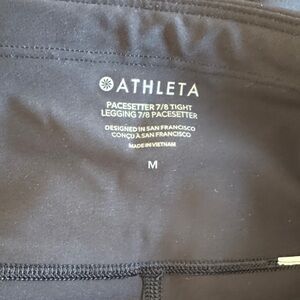 ATHLETA
PACESETTER 7/8 TIGHT
LEGGING 7/8 PACESETTER
DESIGNED IN SAN FRANCISCO
CONÇU À SAN FRANCISCO
MADE IN VIETNAM
M